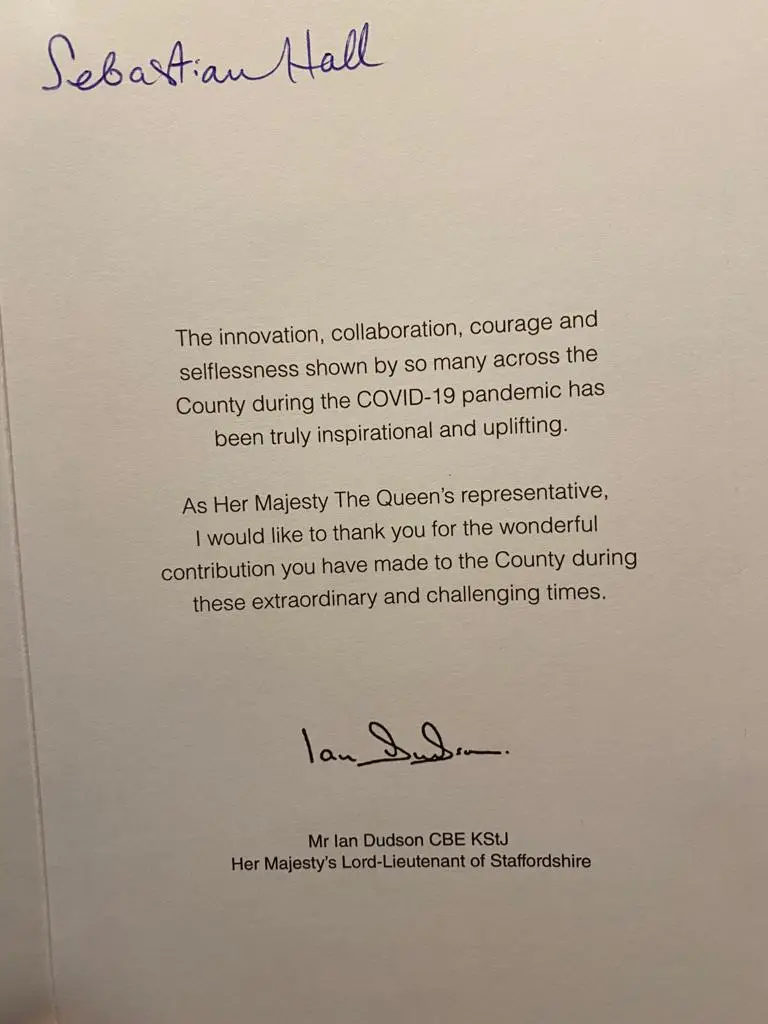 Sebastian Hall
The innovation, collaboration, courage and
selflessness shown by so many across the
County during the COVID-19 pandemic has
been truly inspirational and uplifting.
As Her Majesty The Queen's representative,
I would like to thank you for the wonderful
contribution you have made to the County during
these extraordinary and challenging times.
Ian Dudson.
Mr Ian Dudson CBE KStJ
Her Majesty's Lord-Lieutenant of Staffordshire